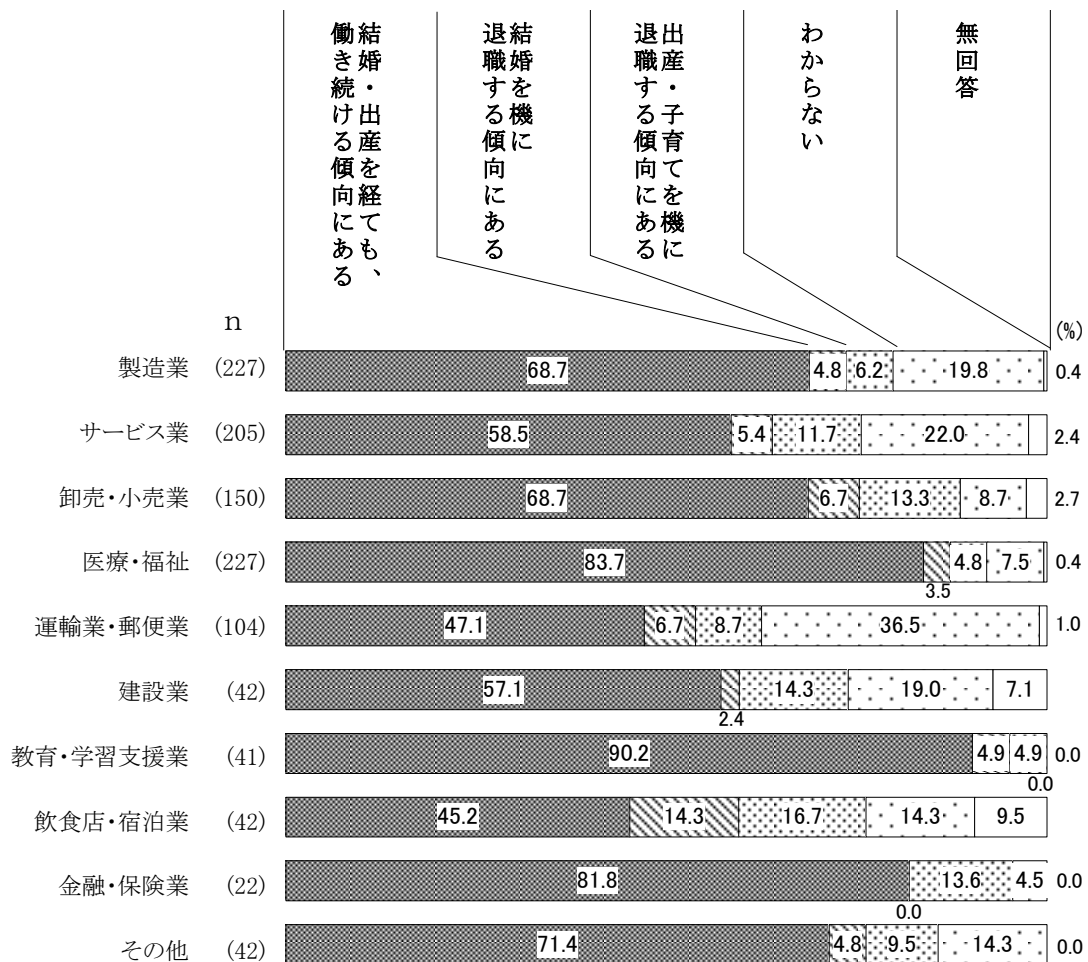 結婚・出産を経ても、
働き続ける傾向にある
結婚を機に
退職する傾向にある
出産・子育てを機に
退職する傾向にある
わからない
無回答
n
(%)
製造業 (227) 68.7 4.8 6.2 19.8 0.4
サービス業 (205) 58.5 5.4 11.7 22.0 2.4
卸売・小売業 (150) 68.7 6.7 13.3 8.7 2.7
医療・福祉 (227) 83.7 4.8 7.5 0.4
3.5
運輸業・郵便業 (104) 47.1 6.7 8.7 36.5 1.0
建設業 (42) 57.1 14.3 19.0 7.1
2.4
教育・学習支援業 (41) 90.2 4.9 4.9 0.0
0.0
飲食店・宿泊業 (42) 45.2 14.3 16.7 14.3 9.5
金融・保険業 (22) 81.8 13.6 4.5 0.0
0.0
その他 (42) 71.4 4.8 9.5 14.3 0.0